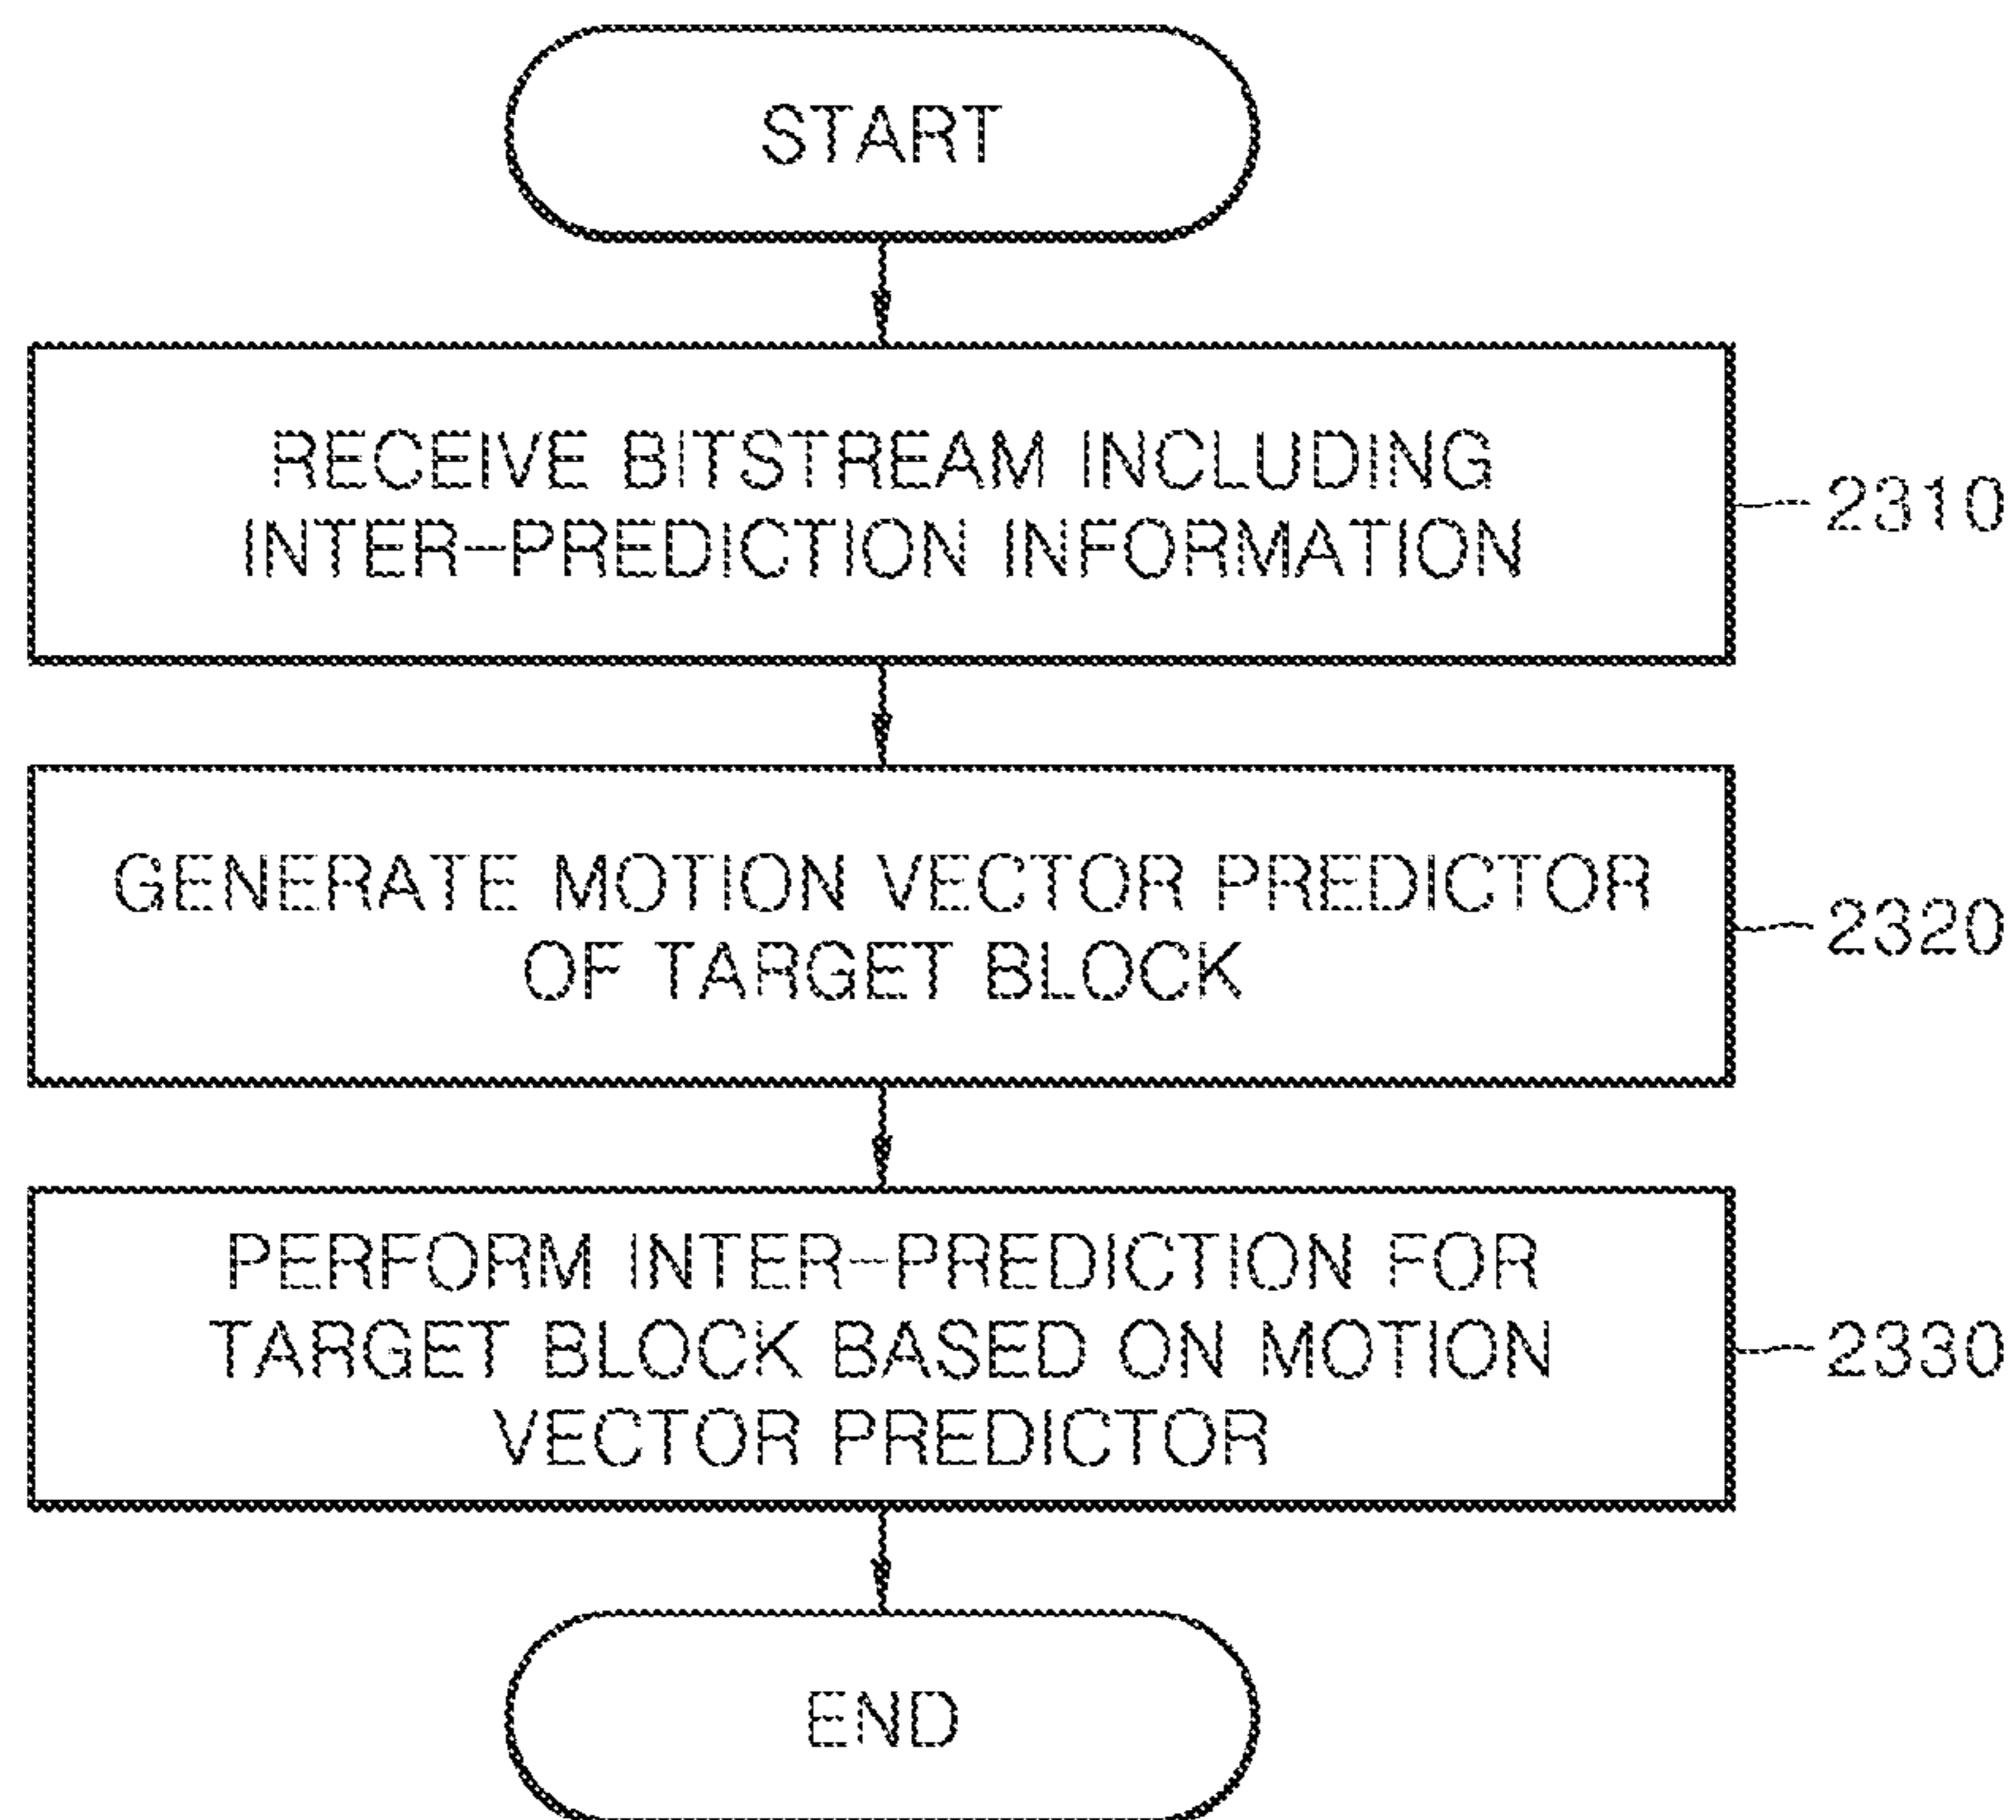 START
RECEIVE BITSTREAM INCLUDING
INTER-PREDICTION INFORMATION
2310
GENERATE MOTION VECTOR PREDICTOR
OF TARGET BLOCK
2320
PERFORM INTER-PREDICTION FOR
TARGET BLOCK BASED ON MOTION
VECTOR PREDICTOR
2330
END